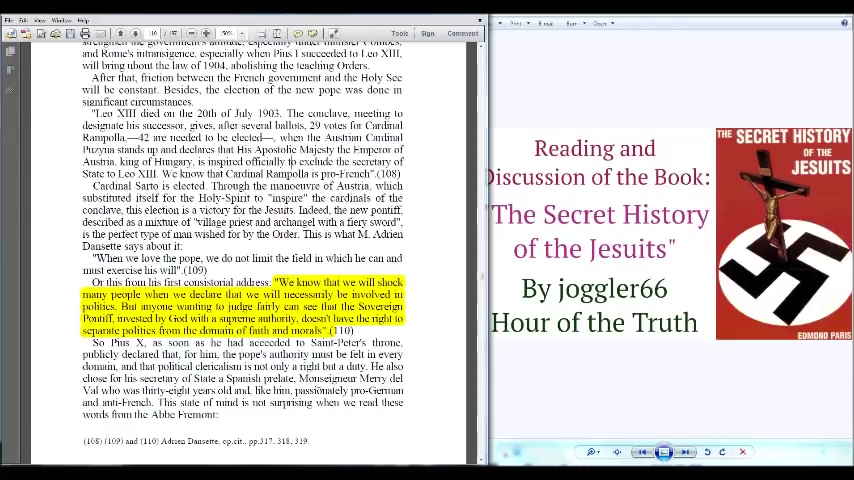 File Edit View Window Help
Print E-mail Burn Open
110 / 197
150%
Tools Sign Comment
strengthen the government's attitude, especially under minister Combes,
and Rome's intransigence, especially when Pius I succeeded to Leo XIII,
will bring about the law of 1904, abolishing the teaching Orders.
After that, friction between the French government and the Holy See
will be constant. Besides, the election of the new pope was done in
significant circumstances.
"Leo XIII died on the 20th of July 1903. The conclave, meeting to
designate his successor, gives, after several ballots, 29 votes for Cardinal
Rampolla,—42 are needed to be elected—, when the Austrian Cardinal
Puzyna stands up and declares that His Apostolic Majesty the Emperor of
Austria, king of Hungary, is inspired officially to exclude the secretary of
State to Leo XIII. We know that Cardinal Rampolla is pro-French".(108)
Cardinal Sarto is elected. Through the manoeuvre of Austria, which
substituted itself for the Holy-Spirit to "inspire" the cardinals of the
conclave, this election is a victory for the Jesuits. Indeed, the new pontiff,
described as a mixture of "village priest and archangel with a fiery sword",
is the perfect type of man wished for by the Order. This is what M. Adrien
Dansette says about it:
"When we love the pope, we do not limit the field in which he can and
must exercise his will".(109)
Or this from his first consistorial address: "We know that we will shock
many people when we declare that we will necessarily be involved in
politics. But anyone wanting to judge fairly can see that the Sovereign
Pontiff, invested by God with a supreme authority, doesn't have the right to
separate politics from the domain of faith and morals".(110)
So Pius X, as soon as he had acceded to Saint-Peter's throne,
publicly declared that, for him, the pope's authority must be felt in every
domain, and that political clericalism is not only a right but a duty. He also
chose for his secretary of State a Spanish prelate, Monseigneur Merry del
Val who was thirty-eight years old and, like him, passionately pro-German
and anti-French. This state of mind is not surprising when we read these
words from the Abbe Fremont:
(108) (109) and (110) Adrien Dansette, op.cit., pp.317, 318, 319.
Reading and
Discussion of the Book:
"The Secret History
of the Jesuits"
By joggler66
Hour of the Truth
THE SECRET HISTORY
OF THE
JESUITS
EDMOND PARIS